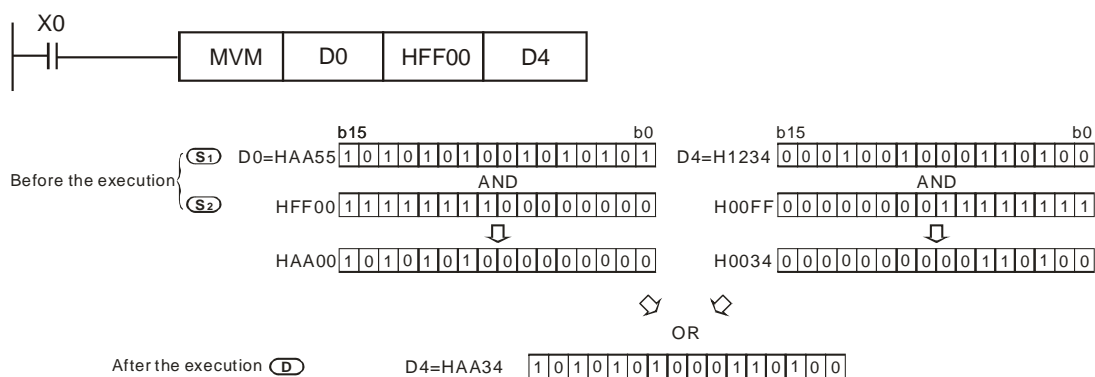 X0
MVM D0 HFF00 D4
b15 b0 b15 b0
S1 D0=HAA55 1 0 1 0 1 0 1 0 0 1 0 1 0 1 0 1 D4=H1234 0 0 0 1 0 0 1 0 0 0 1 1 0 1 0 0
Before the execution AND AND
S2 HFF00 1 1 1 1 1 1 1 1 0 0 0 0 0 0 0 0 H00FF 0 0 0 0 0 0 0 0 1 1 1 1 1 1 1 1
HAA00 1 0 1 0 1 0 1 0 0 0 0 0 0 0 0 0 H0034 0 0 0 0 0 0 0 0 0 0 1 1 0 1 0 0
OR
After the execution D D4=HAA34 1 0 1 0 1 0 1 0 0 0 1 1 0 1 0 0